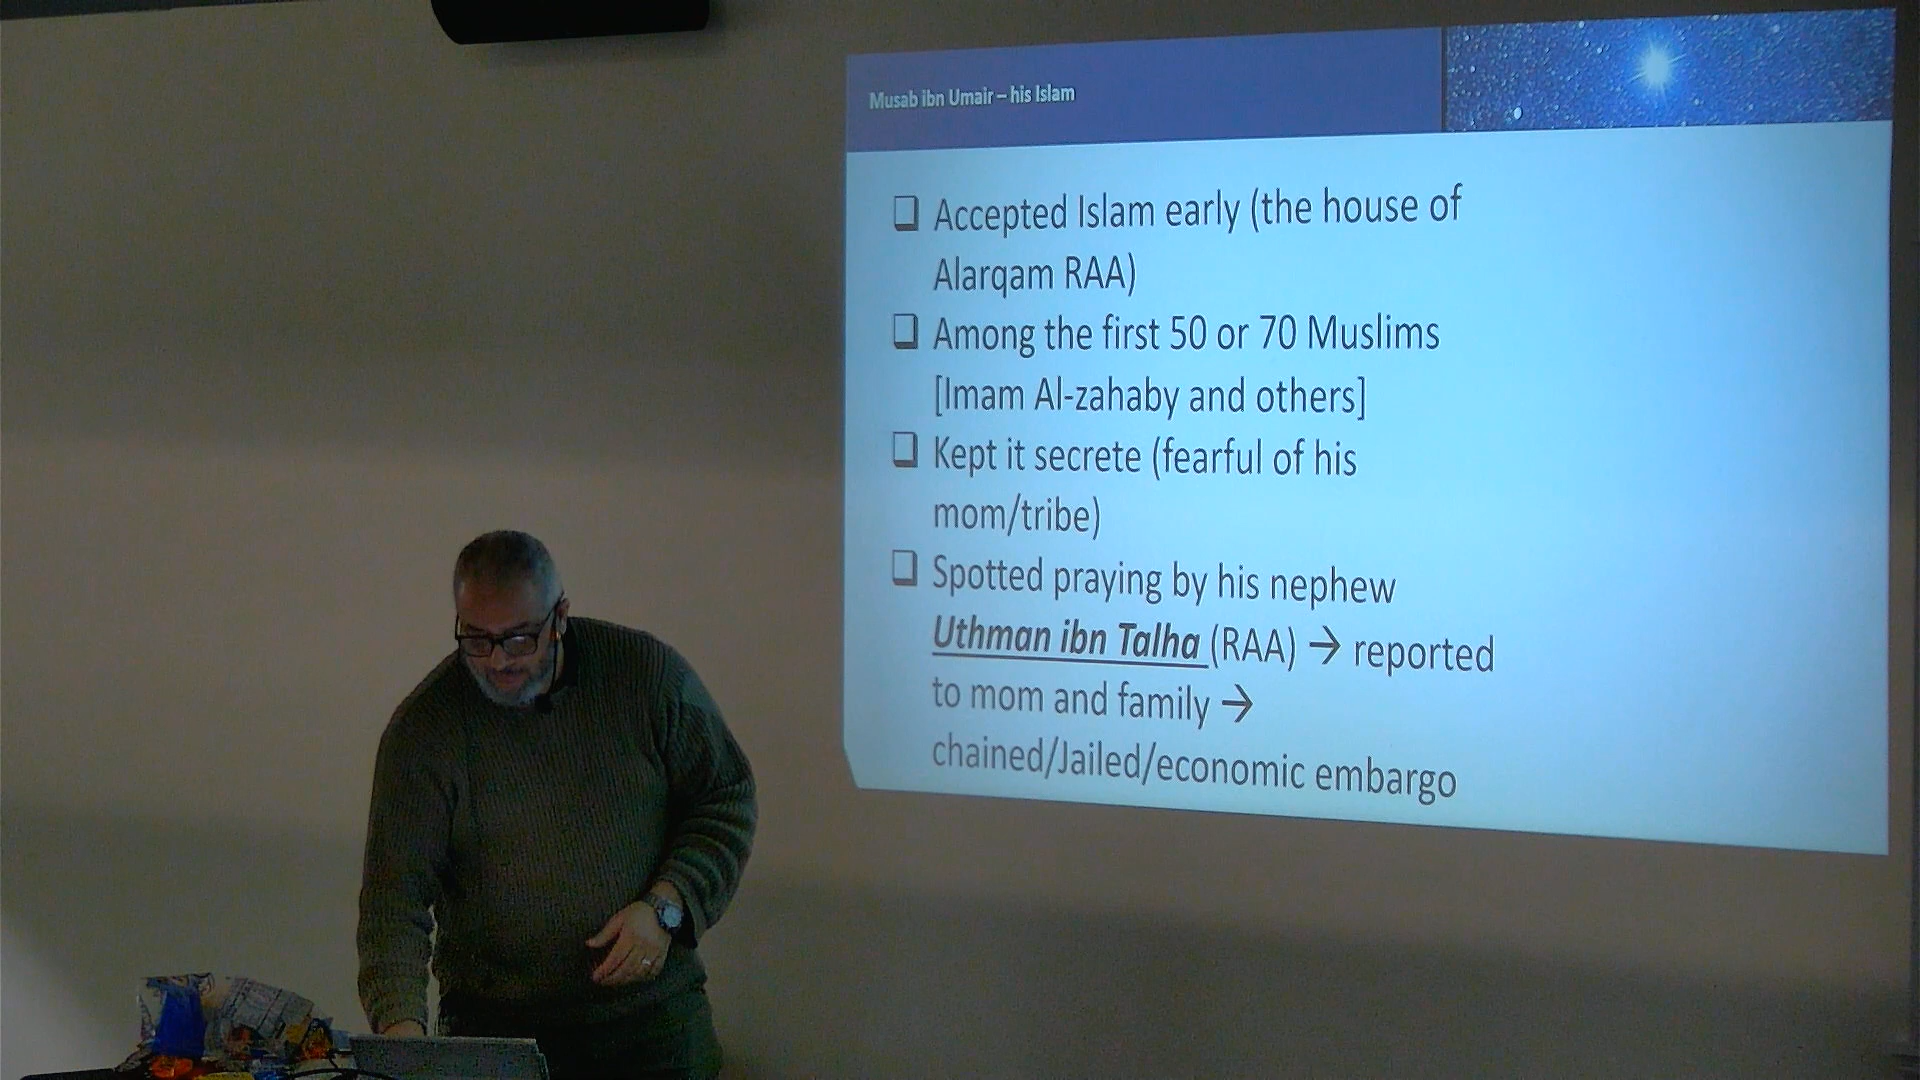 Musab ibn Umair – his Islam
❑ Accepted Islam early (the house of
Alarqam RAA)
❑ Among the first 50 or 70 Muslims
[Imam Al-zahaby and others]
❑ Kept it secrete (fearful of his
mom/tribe)
❑ Spotted praying by his nephew
Uthman ibn Talha (RAA) → reported
to mom and family →
chained/Jailed/economic embargo